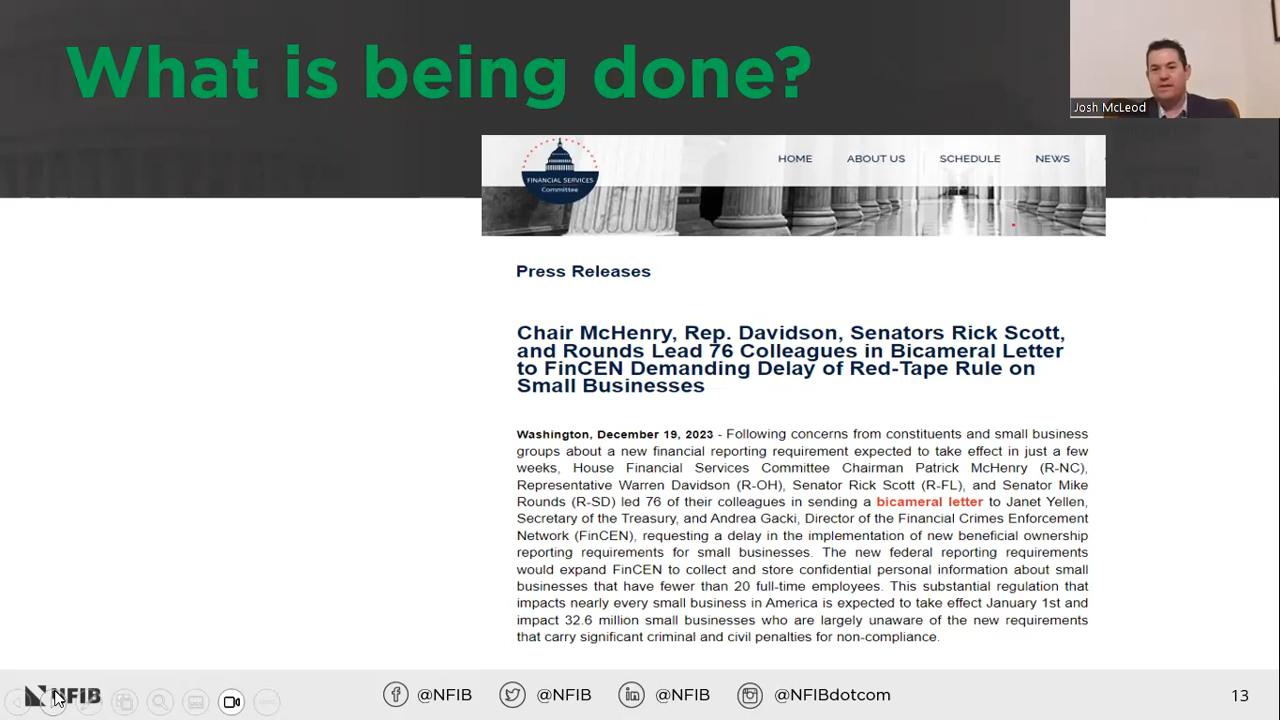 What is being done?
Josh McLeod
FINANCIAL SERVICES
Committee
HOME ABOUT US SCHEDULE NEWS
Press Releases
Chair McHenry, Rep. Davidson, Senators Rick Scott,
and Rounds Lead 76 Colleagues in Bicameral Letter
to FinCEN Demanding Delay of Red-Tape Rule on
Small Businesses
Washington, December 19, 2023 - Following concerns from constituents and small business
groups about a new financial reporting requirement expected to take effect in just a few
weeks, House Financial Services Committee Chairman Patrick McHenry (R-NC),
Representative Warren Davidson (R-OH), Senator Rick Scott (R-FL), and Senator Mike
Rounds (R-SD) led 76 of their colleagues in sending a bicameral letter to Janet Yellen,
Secretary of the Treasury, and Andrea Gacki, Director of the Financial Crimes Enforcement
Network (FinCEN), requesting a delay in the implementation of new beneficial ownership
reporting requirements for small businesses. The new federal reporting requirements
would expand FinCEN to collect and store confidential personal information about small
businesses that have fewer than 20 full-time employees. This substantial regulation that
impacts nearly every small business in America is expected to take effect January 1st and
impact 32.6 million small businesses who are largely unaware of the new requirements
that carry significant criminal and civil penalties for non-compliance.
NFIB @NFIB @NFIB @NFIB @NFIBdotcom 13